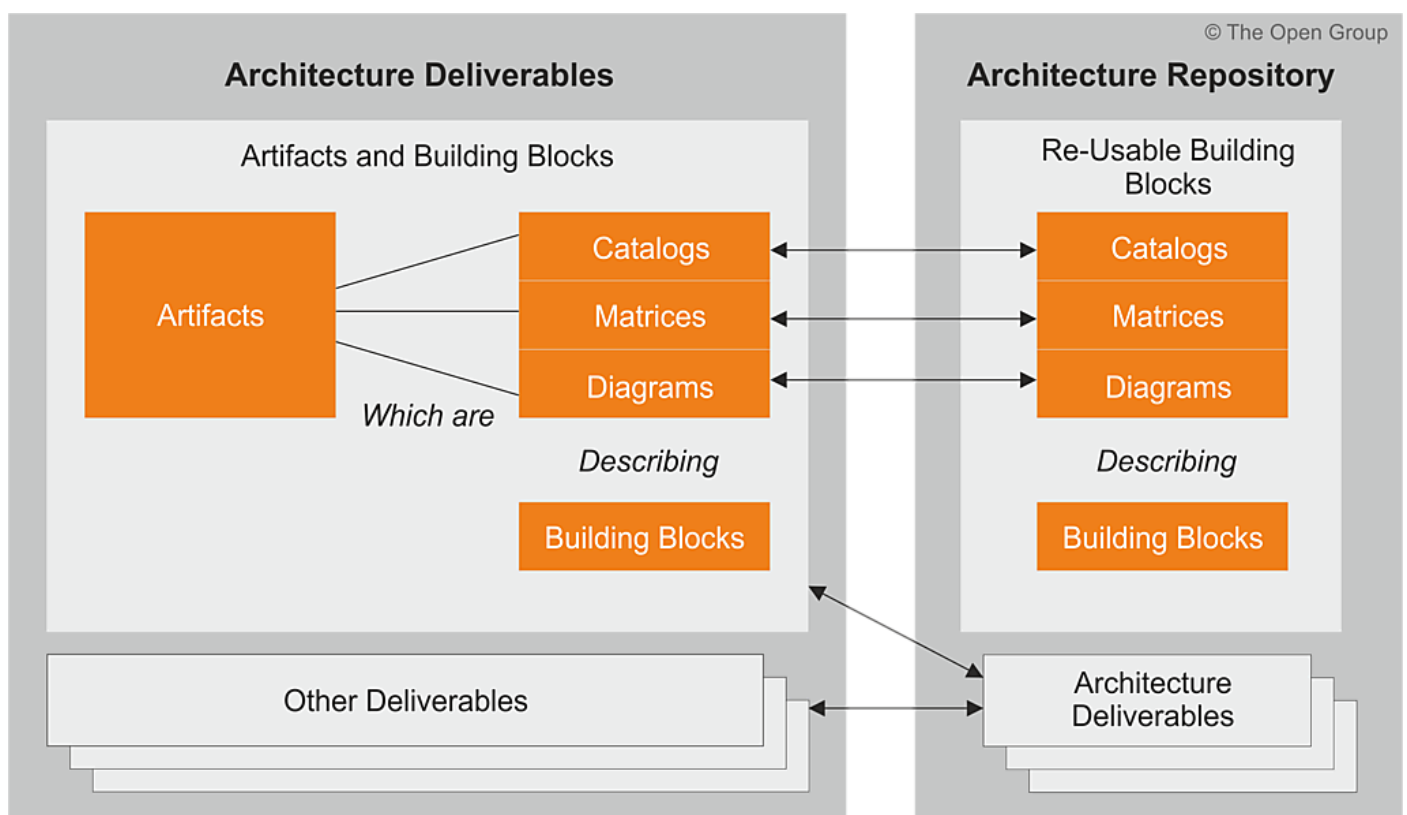 © The Open Group
Architecture Deliverables
Architecture Repository
Artifacts and Building Blocks
Re-Usable Building
Blocks
Artifacts
Catalogs
Matrices
Diagrams
Which are
Describing
Building Blocks
Catalogs
Matrices
Diagrams
Describing
Building Blocks
Other Deliverables
Architecture
Deliverables